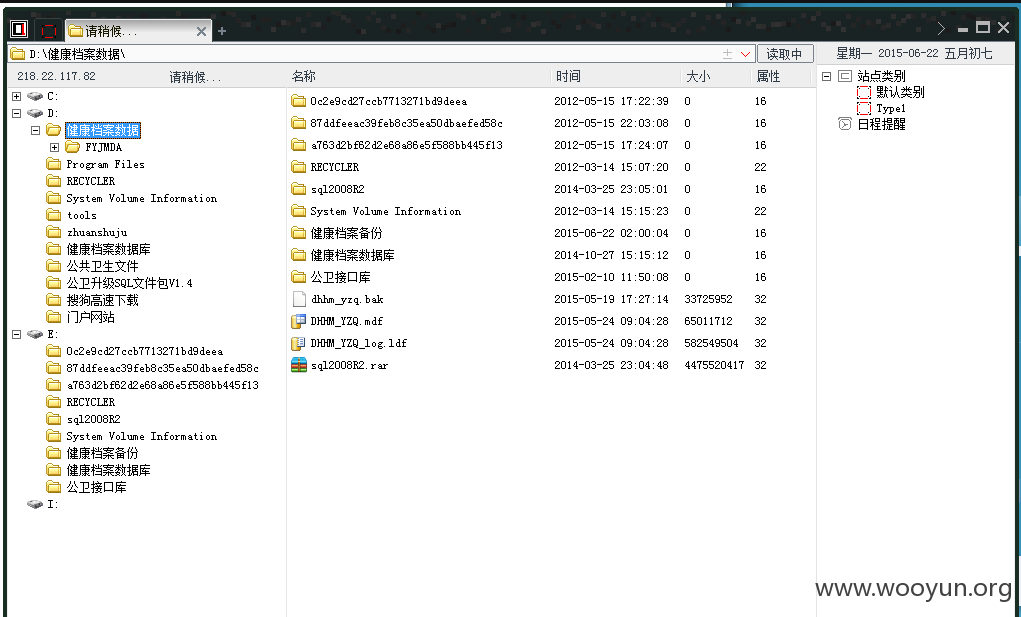 请稍候...
D:\健康档案数据\
读取中
星期一 2015-06-22 五月初七
218.22.117.82 请稍候...
名称 时间 大小 属性
C:
D:
健康档案数据
FYJMDA
Program Files
RECYCLER
System Volume Information
tools
zhuanshuju
健康档案数据库
公共卫生文件
公卫升级SQL文件包V1.4
搜狗高速下载
门户网站
E:
0c2e9cd27ccb7713271bd9deea
87ddfeeac39feb8c35ea50dbaefed58c
a763d2bf62d2e68a86e5f588bb445f13
RECYCLER
sql2008R2
System Volume Information
健康档案备份
健康档案数据库
公卫接口库
I:
0c2e9cd27ccb7713271bd9deea 2012-05-15 17:22:39 0 16
87ddfeeac39feb8c35ea50dbaefed58c 2012-05-15 22:03:08 0 16
a763d2bf62d2e68a86e5f588bb445f13 2012-05-15 17:24:07 0 16
RECYCLER 2012-03-14 15:07:20 0 22
sql2008R2 2014-03-25 23:05:01 0 16
System Volume Information 2012-03-14 15:15:23 0 22
健康档案备份 2015-06-22 02:00:04 0 16
健康档案数据库 2014-10-27 15:15:12 0 16
公卫接口库 2015-02-10 11:50:08 0 16
dhhm_yzq.bak 2015-05-19 17:27:14 33725952 32
DHHM_YZQ.mdf 2015-05-24 09:04:28 65011712 32
DHHM_YZQ_log.ldf 2015-05-24 09:04:28 582549504 32
sql2008R2.rar 2014-03-25 23:04:48 4475520417 32
站点类别
默认类别
Type1
日程提醒
www.wooyun.org